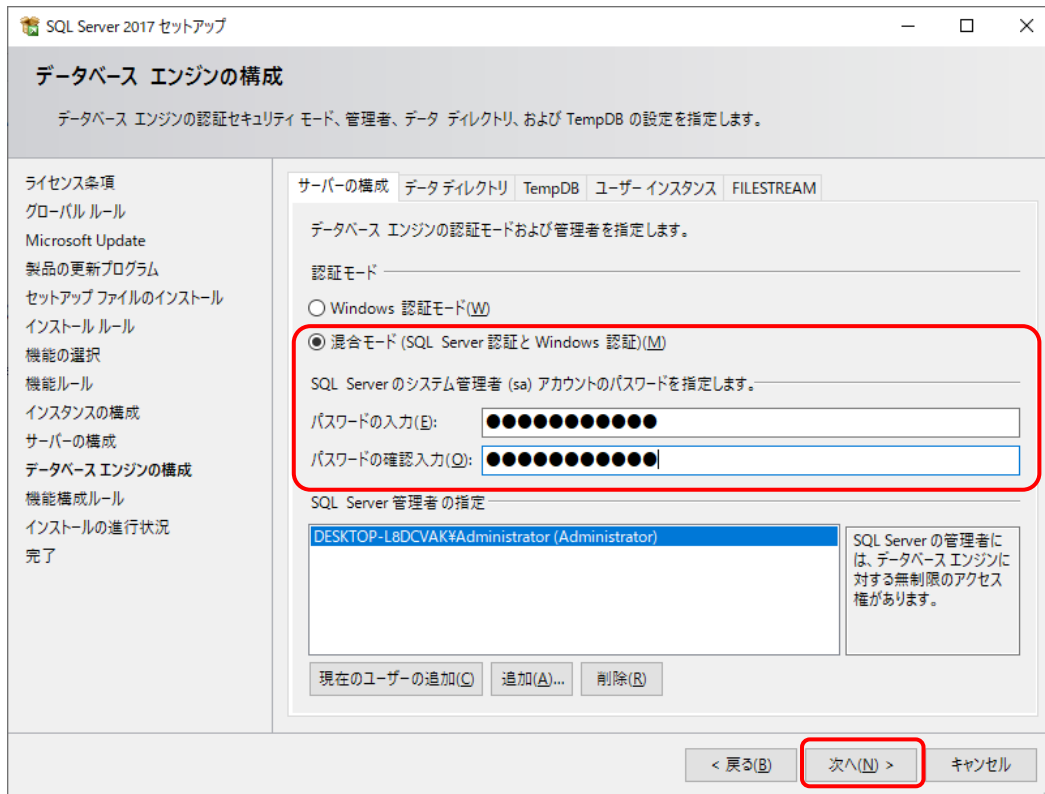 SQL Server 2017 セットアップ
データベース エンジンの構成
データベース エンジンの認証セキュリティ モード、管理者、データ ディレクトリ、および TempDB の設定を指定します。
ライセンス条項
グローバル ルール
Microsoft Update
製品の更新プログラム
セットアップ ファイルのインストール
インストール ルール
機能の選択
機能ルール
インスタンスの構成
サーバーの構成
データベース エンジンの構成
機能構成ルール
インストールの進行状況
完了
サーバーの構成 データ ディレクトリ TempDB ユーザー インスタンス FILESTREAM
データベース エンジンの認証モードおよび管理者を指定します。
認証モード
Windows 認証モード(W)
混合モード (SQL Server 認証と Windows 認証)(M)
SQL Server のシステム管理者 (sa) アカウントのパスワードを指定します。
パスワードの入力(E): ●●●●●●●●●●●
パスワードの確認入力(O): ●●●●●●●●●●●
SQL Server 管理者の指定
DESKTOP-L8DCVAK¥Administrator (Administrator)
SQL Server の管理者に
は、データベース エンジンに
対する無制限のアクセス
権があります。
現在のユーザーの追加(C) 追加(A)... 削除(R)
< 戻る(B) 次へ(N) > キャンセル